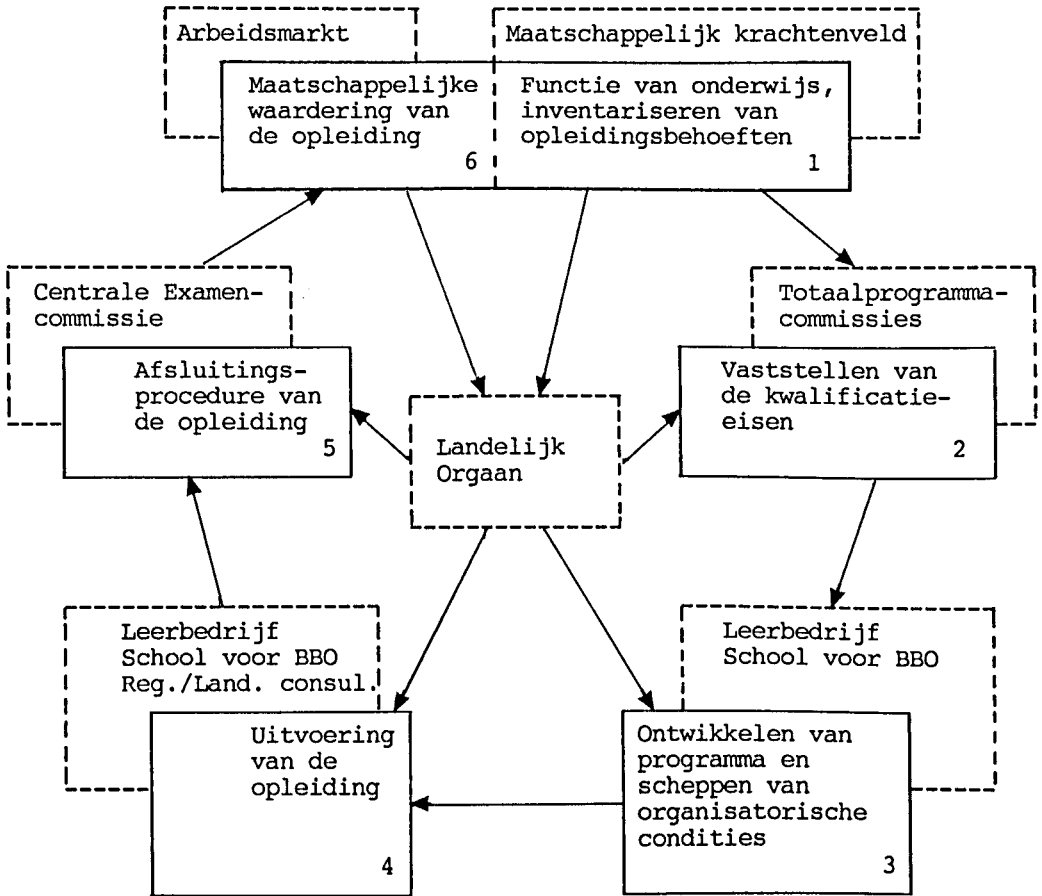 Arbeidsmarkt
Maatschappelijk krachtenveld
Maatschappelijke
waardering van
de opleiding
6
Functie van onderwijs,
inventariseren van
opleidingsbehoeften
1
Centrale Examen-
commissie
Afsluitings-
procedure van
de opleiding
5
Landelijk
Orgaan
Totaalprogramma-
commissies
Vaststellen van
de kwalificatie-
eisen
2
Leerbedrijf
School voor BBO
Reg./Land. consul.
Uitvoering
van de
opleiding
4
Leerbedrijf
School voor BBO
Ontwikkelen van
programma en
scheppen van
organisatorische
condities
3